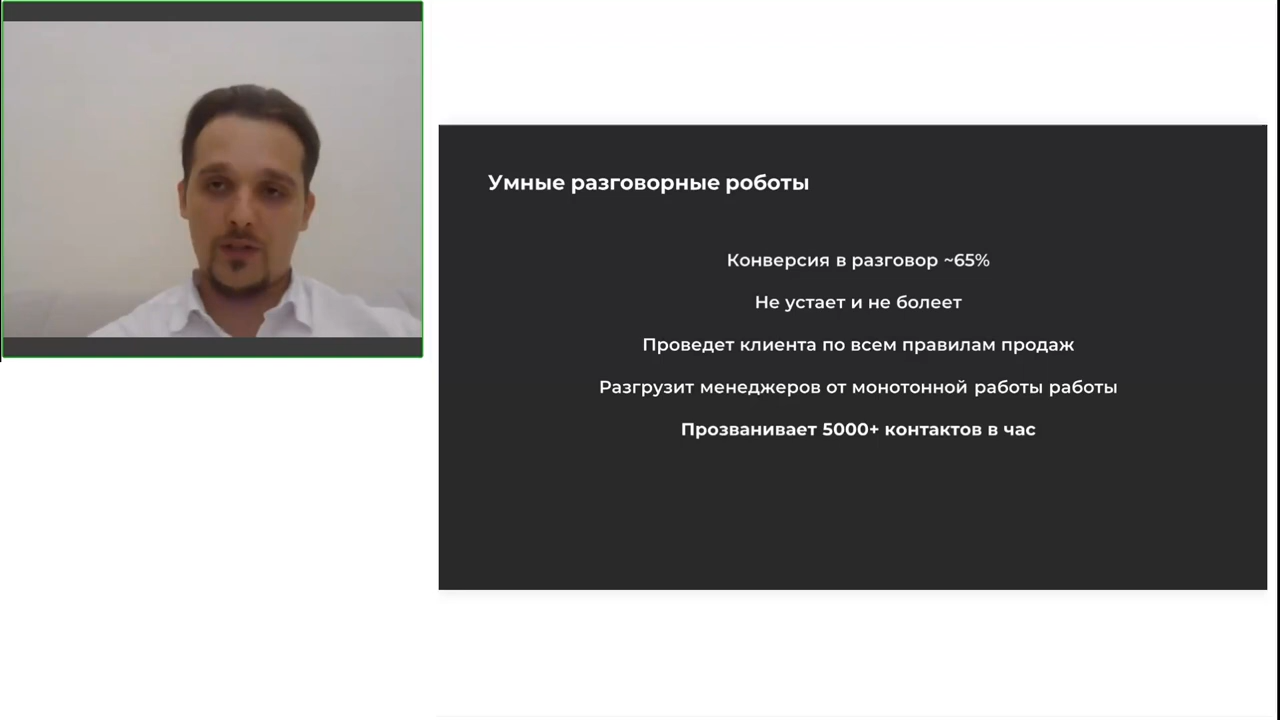 Умные разговорные роботы
Конверсия в разговор ~65%
Не устает и не болеет
Проведет клиента по всем правилам продаж
Разгрузит менеджеров от монотонной работы работы
Прозванивает 5000+ контактов в час